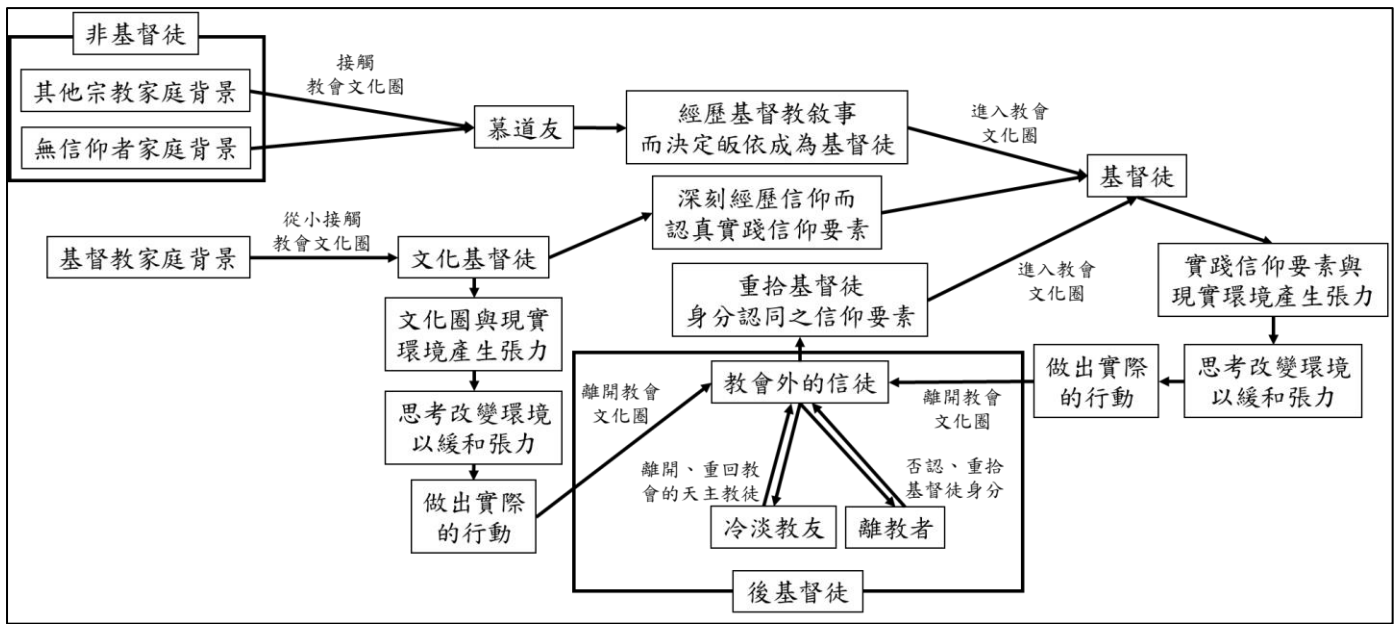 非基督徒
其他宗教家庭背景
無信仰者家庭背景
接觸
教會文化圈
慕道友
經歷基督教敘事
而決定皈依成為基督徒
進入教會
文化圈
基督徒
深刻經歷信仰而
認真實踐信仰要素
基督教家庭背景
從小接觸
教會文化圈
文化基督徒
重拾基督徒
身分認同之信仰要素
進入教會
文化圈
實踐信仰要素與
現實環境產生張力
文化圈與現實
環境產生張力
思考改變環境
以緩和張力
做出實際
的行動
離開教會
文化圈
教會外的信徒
離開教會
文化圈
做出實際
的行動
思考改變環境
以緩和張力
離開、重回教
會的天主教徒
否認、重拾
基督徒身分
冷淡教友
離教者
後基督徒